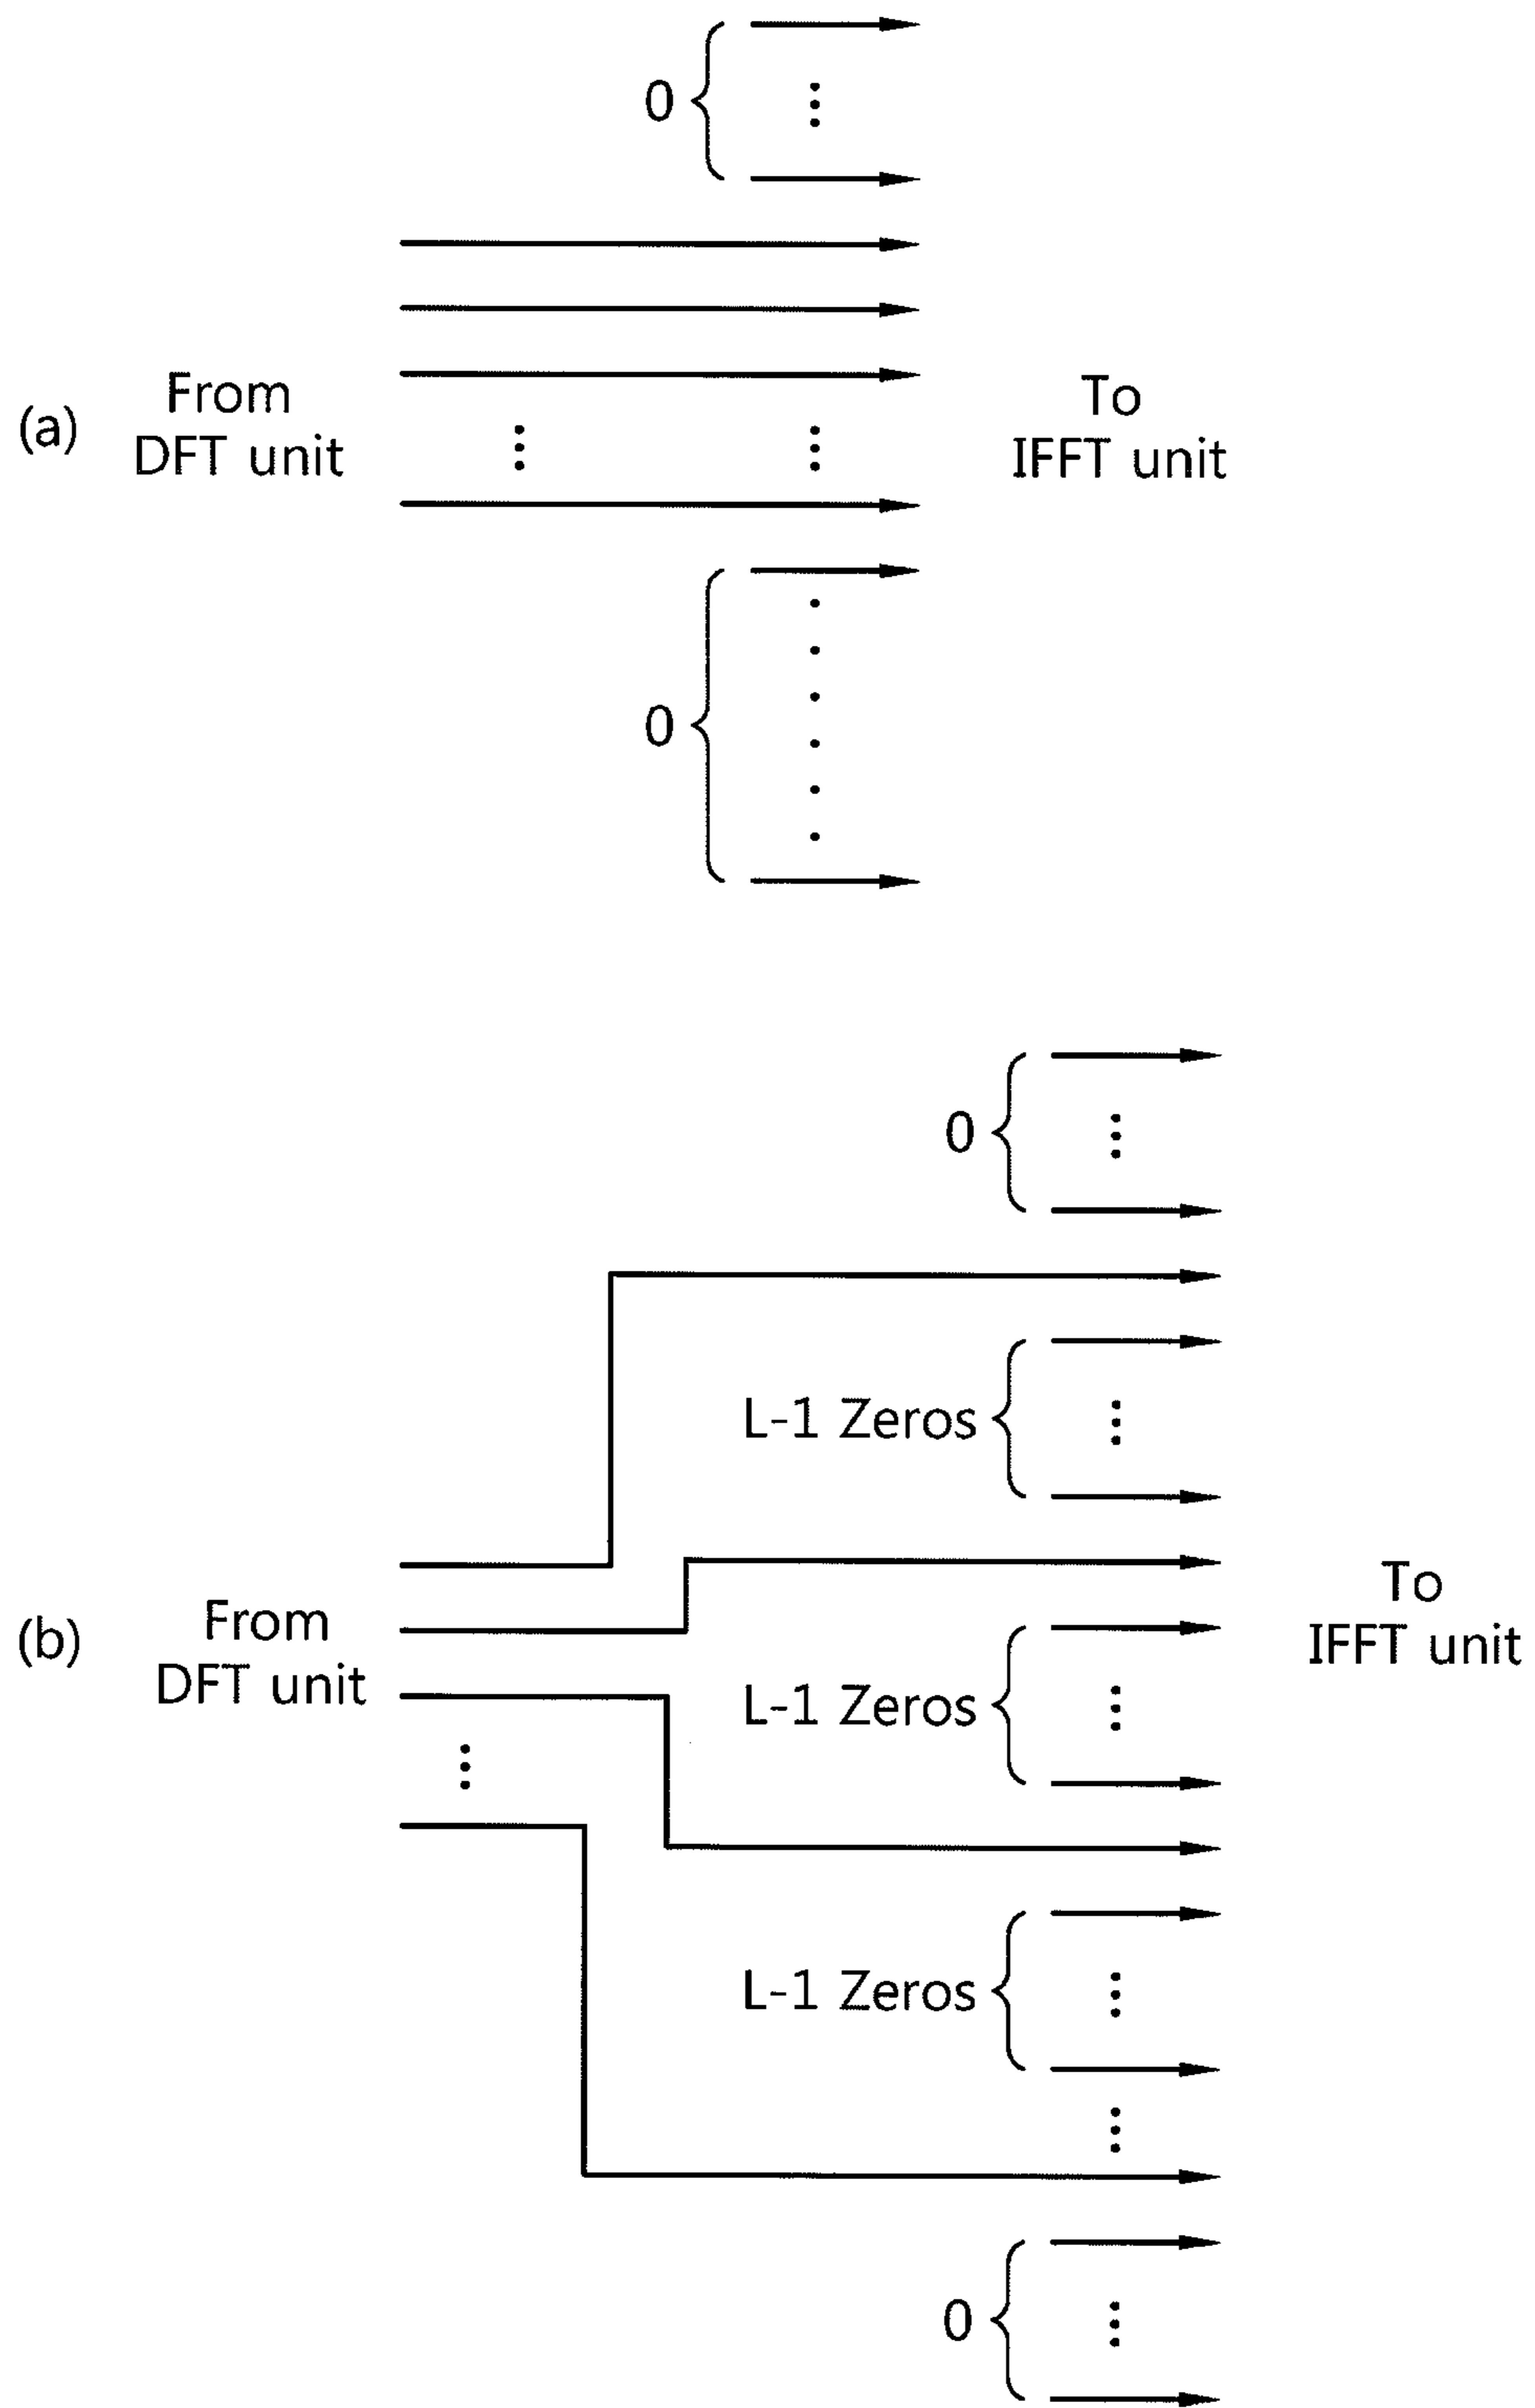 0
(a)
From
DFT unit
To
IFFT unit
0
0
L-1 Zeros
(b)
From
DFT unit
To
IFFT unit
L-1 Zeros
L-1 Zeros
0